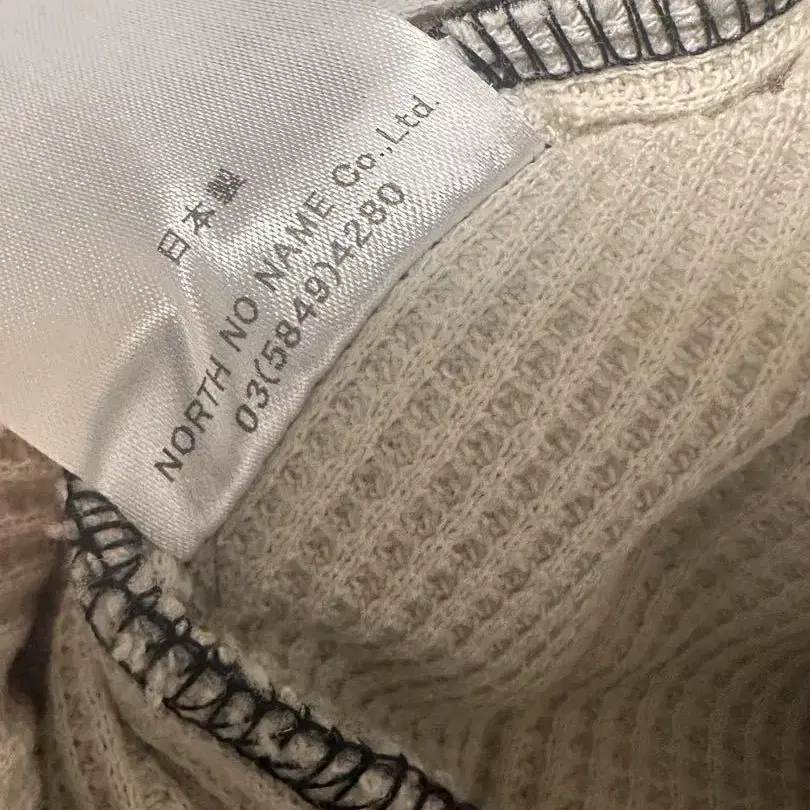 日本製
NORTH NO NAME Co.,Ltd.
03(5849)4280